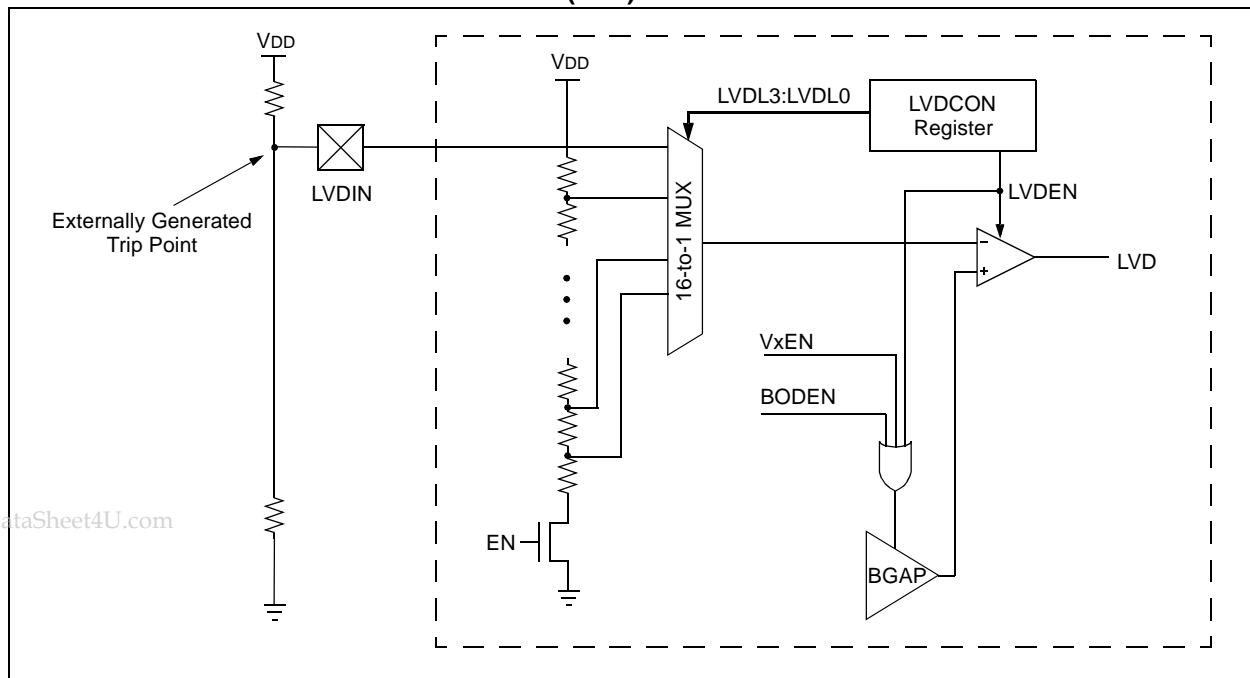 VDD
VDD
LVDL3:LVDL0
LVDCON
Register
LVDIN
LVDEN
Externally Generated
Trip Point
16-to-1 MUX
-
+
LVD
VxEN
BODEN
ataSheet4U.com
EN
BGAP